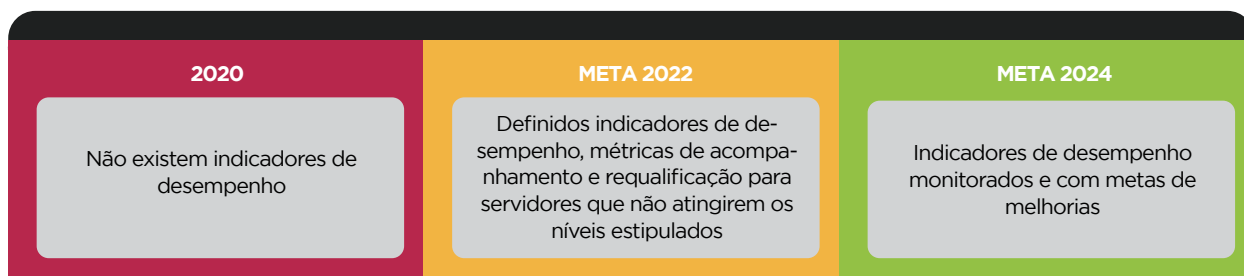 2020
Não existem indicadores de
desempenho
META 2022
Definidos indicadores de de-
sempenho, métricas de acompa-
nhamento e requalificação para
servidores que não atingirem os
níveis estipulados
META 2024
Indicadores de desempenho
monitorados e com metas de
melhorias